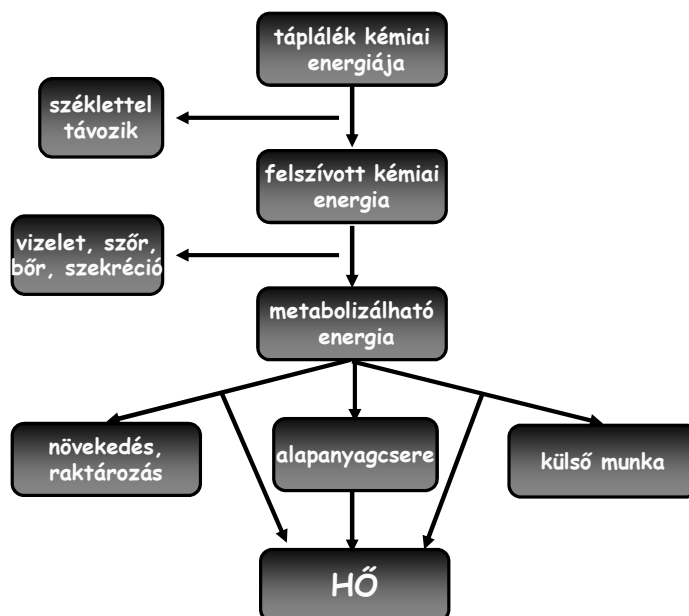 táplálék kémiai
energiája
széklettel
távozik
felszívott kémiai
energia
vizelet, szőr,
bőr, szekréció
metabolizálható
energia
növekedés,
raktározás
alapanyagcsere
külső munka
HŐ